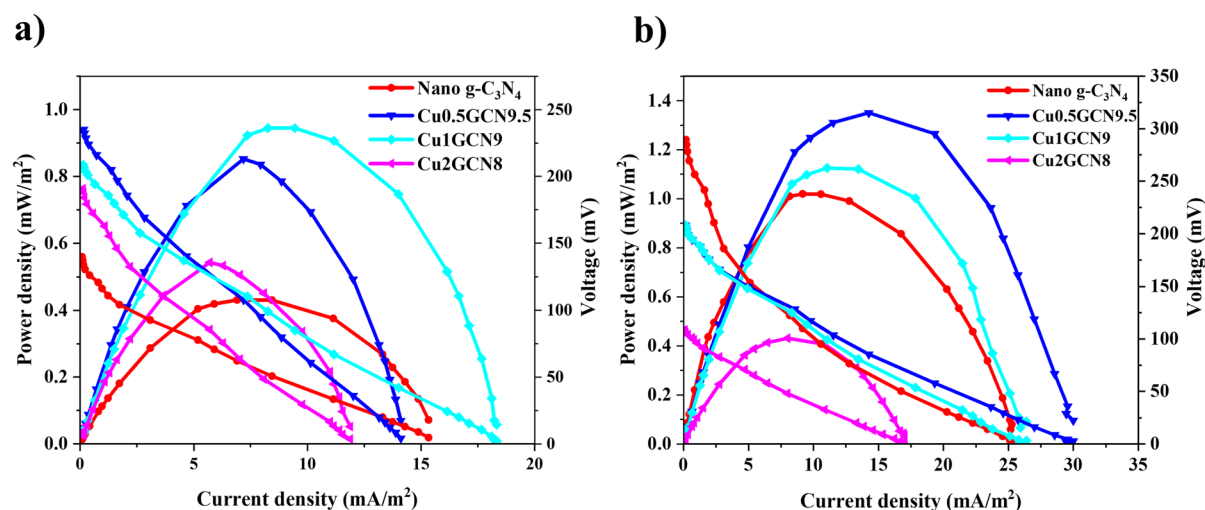 a)
Nano g-C₃N₄
Cu0.5GCN9.5
Cu1GCN9
Cu2GCN8
Power density (mW/m²)
1.0
0.8
0.6
0.4
0.2
0.0
Voltage (mV)
250
200
150
100
50
0
0 5 10 15 20
Current density (mA/m²)
b)
Nano g-C₃N₄
Cu0.5GCN9.5
Cu1GCN9
Cu2GCN8
Power density (mW/m²)
1.4
1.2
1.0
0.8
0.6
0.4
0.2
0.0
Voltage (mV)
350
300
250
200
150
100
50
0
0 5 10 15 20 25 30 35
Current density (mA/m²)